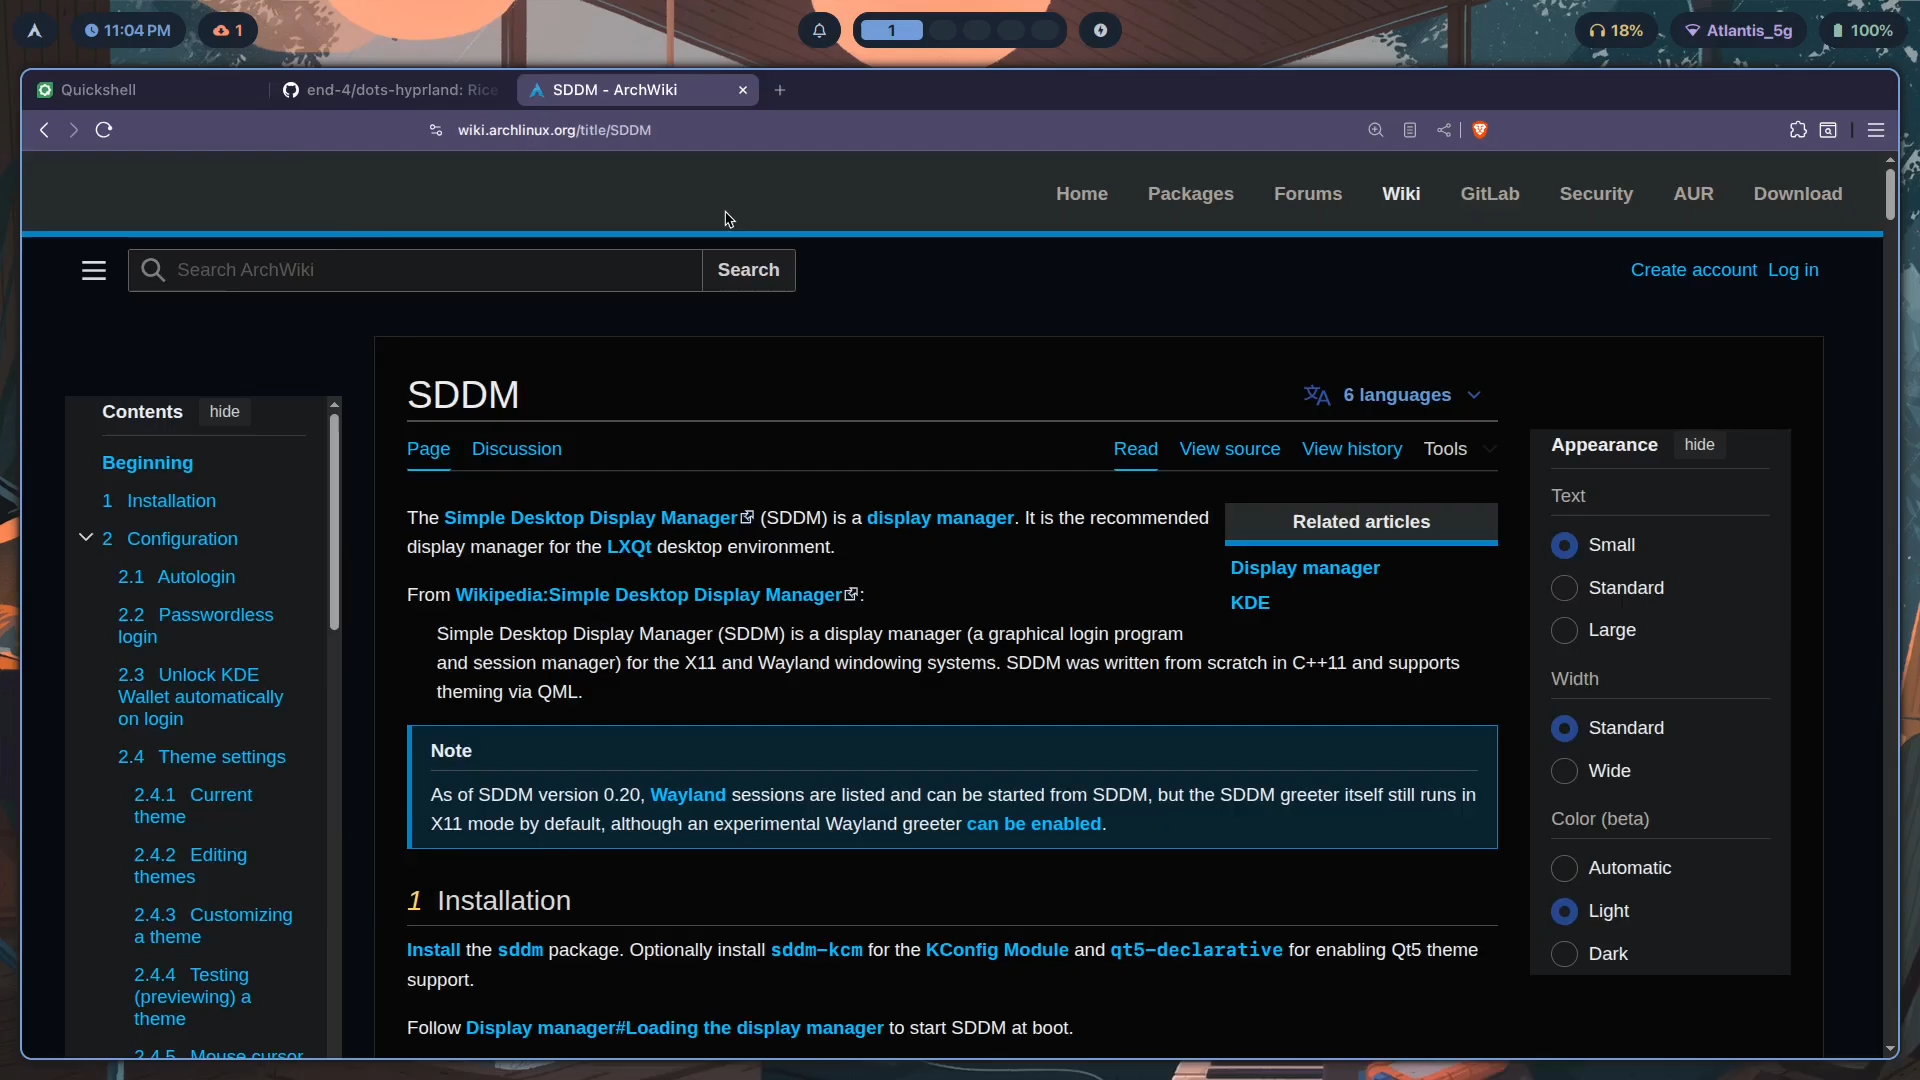 11:04 PM
1
1
18%
Atlantis_5g
100%
Quickshell
end-4/dots-hyprland: Rice
SDDM - ArchWiki
wiki.archlinux.org/title/SDDM
Home
Packages
Forums
Wiki
GitLab
Security
AUR
Download
Search ArchWiki
Search
Create account
Log in
Contents
hide
Beginning
1 Installation
2 Configuration
2.1 Autologin
2.2 Passwordless
login
2.3 Unlock KDE
Wallet automatically
on login
2.4 Theme settings
2.4.1 Current
theme
2.4.2 Editing
themes
2.4.3 Customizing
a theme
2.4.4 Testing
(previewing) a
theme
2.4.5 Mouse cursor
SDDM
6 languages
Page
Discussion
Read
View source
View history
Tools
The Simple Desktop Display Manager (SDDM) is a display manager. It is the recommended
display manager for the LXQt desktop environment.
From Wikipedia:Simple Desktop Display Manager:
Simple Desktop Display Manager (SDDM) is a display manager (a graphical login program
and session manager) for the X11 and Wayland windowing systems. SDDM was written from scratch in C++11 and supports
theming via QML.
Related articles
Display manager
KDE
Note
As of SDDM version 0.20, Wayland sessions are listed and can be started from SDDM, but the SDDM greeter itself still runs in
X11 mode by default, although an experimental Wayland greeter can be enabled.
1 Installation
Install the sddm package. Optionally install sddm-kcm for the KConfig Module and qt5-declarative for enabling Qt5 theme
support.
Follow Display manager#Loading the display manager to start SDDM at boot.
Appearance
hide
Text
Small
Standard
Large
Width
Standard
Wide
Color (beta)
Automatic
Light
Dark